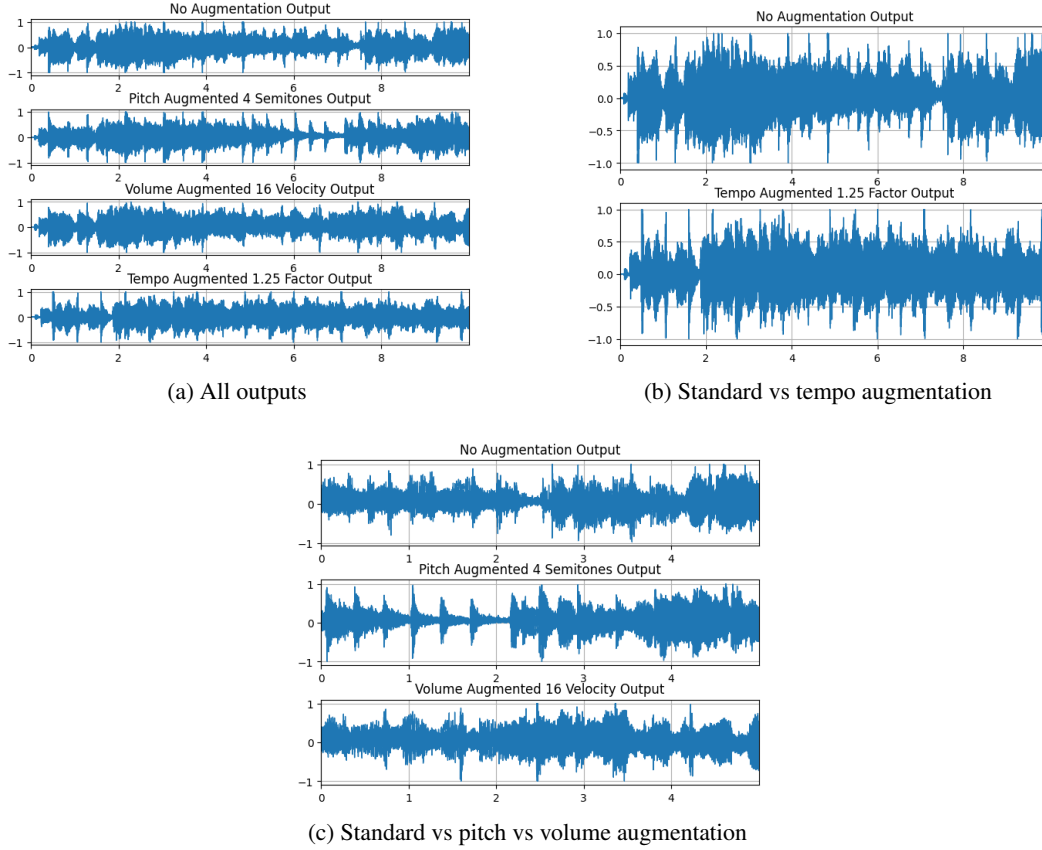 No Augmentation Output
1
0
−1
0 2 4 6 8
Pitch Augmented 4 Semitones Output
1
0
−1
0 2 4 6 8
Volume Augmented 16 Velocity Output
1
0
−1
0 2 4 6 8
Tempo Augmented 1.25 Factor Output
1
0
−1
0 2 4 6 8
(a) All outputs
No Augmentation Output
1.0
0.5
0.0
−0.5
−1.0
0 2 4 6 8
Tempo Augmented 1.25 Factor Output
1.0
0.5
0.0
−0.5
−1.0
0 2 4 6 8
(b) Standard vs tempo augmentation
No Augmentation Output
1
0
−1
0 1 2 3 4
Pitch Augmented 4 Semitones Output
1
0
−1
0 1 2 3 4
Volume Augmented 16 Velocity Output
1
0
−1
0 1 2 3 4
(c) Standard vs pitch vs volume augmentation